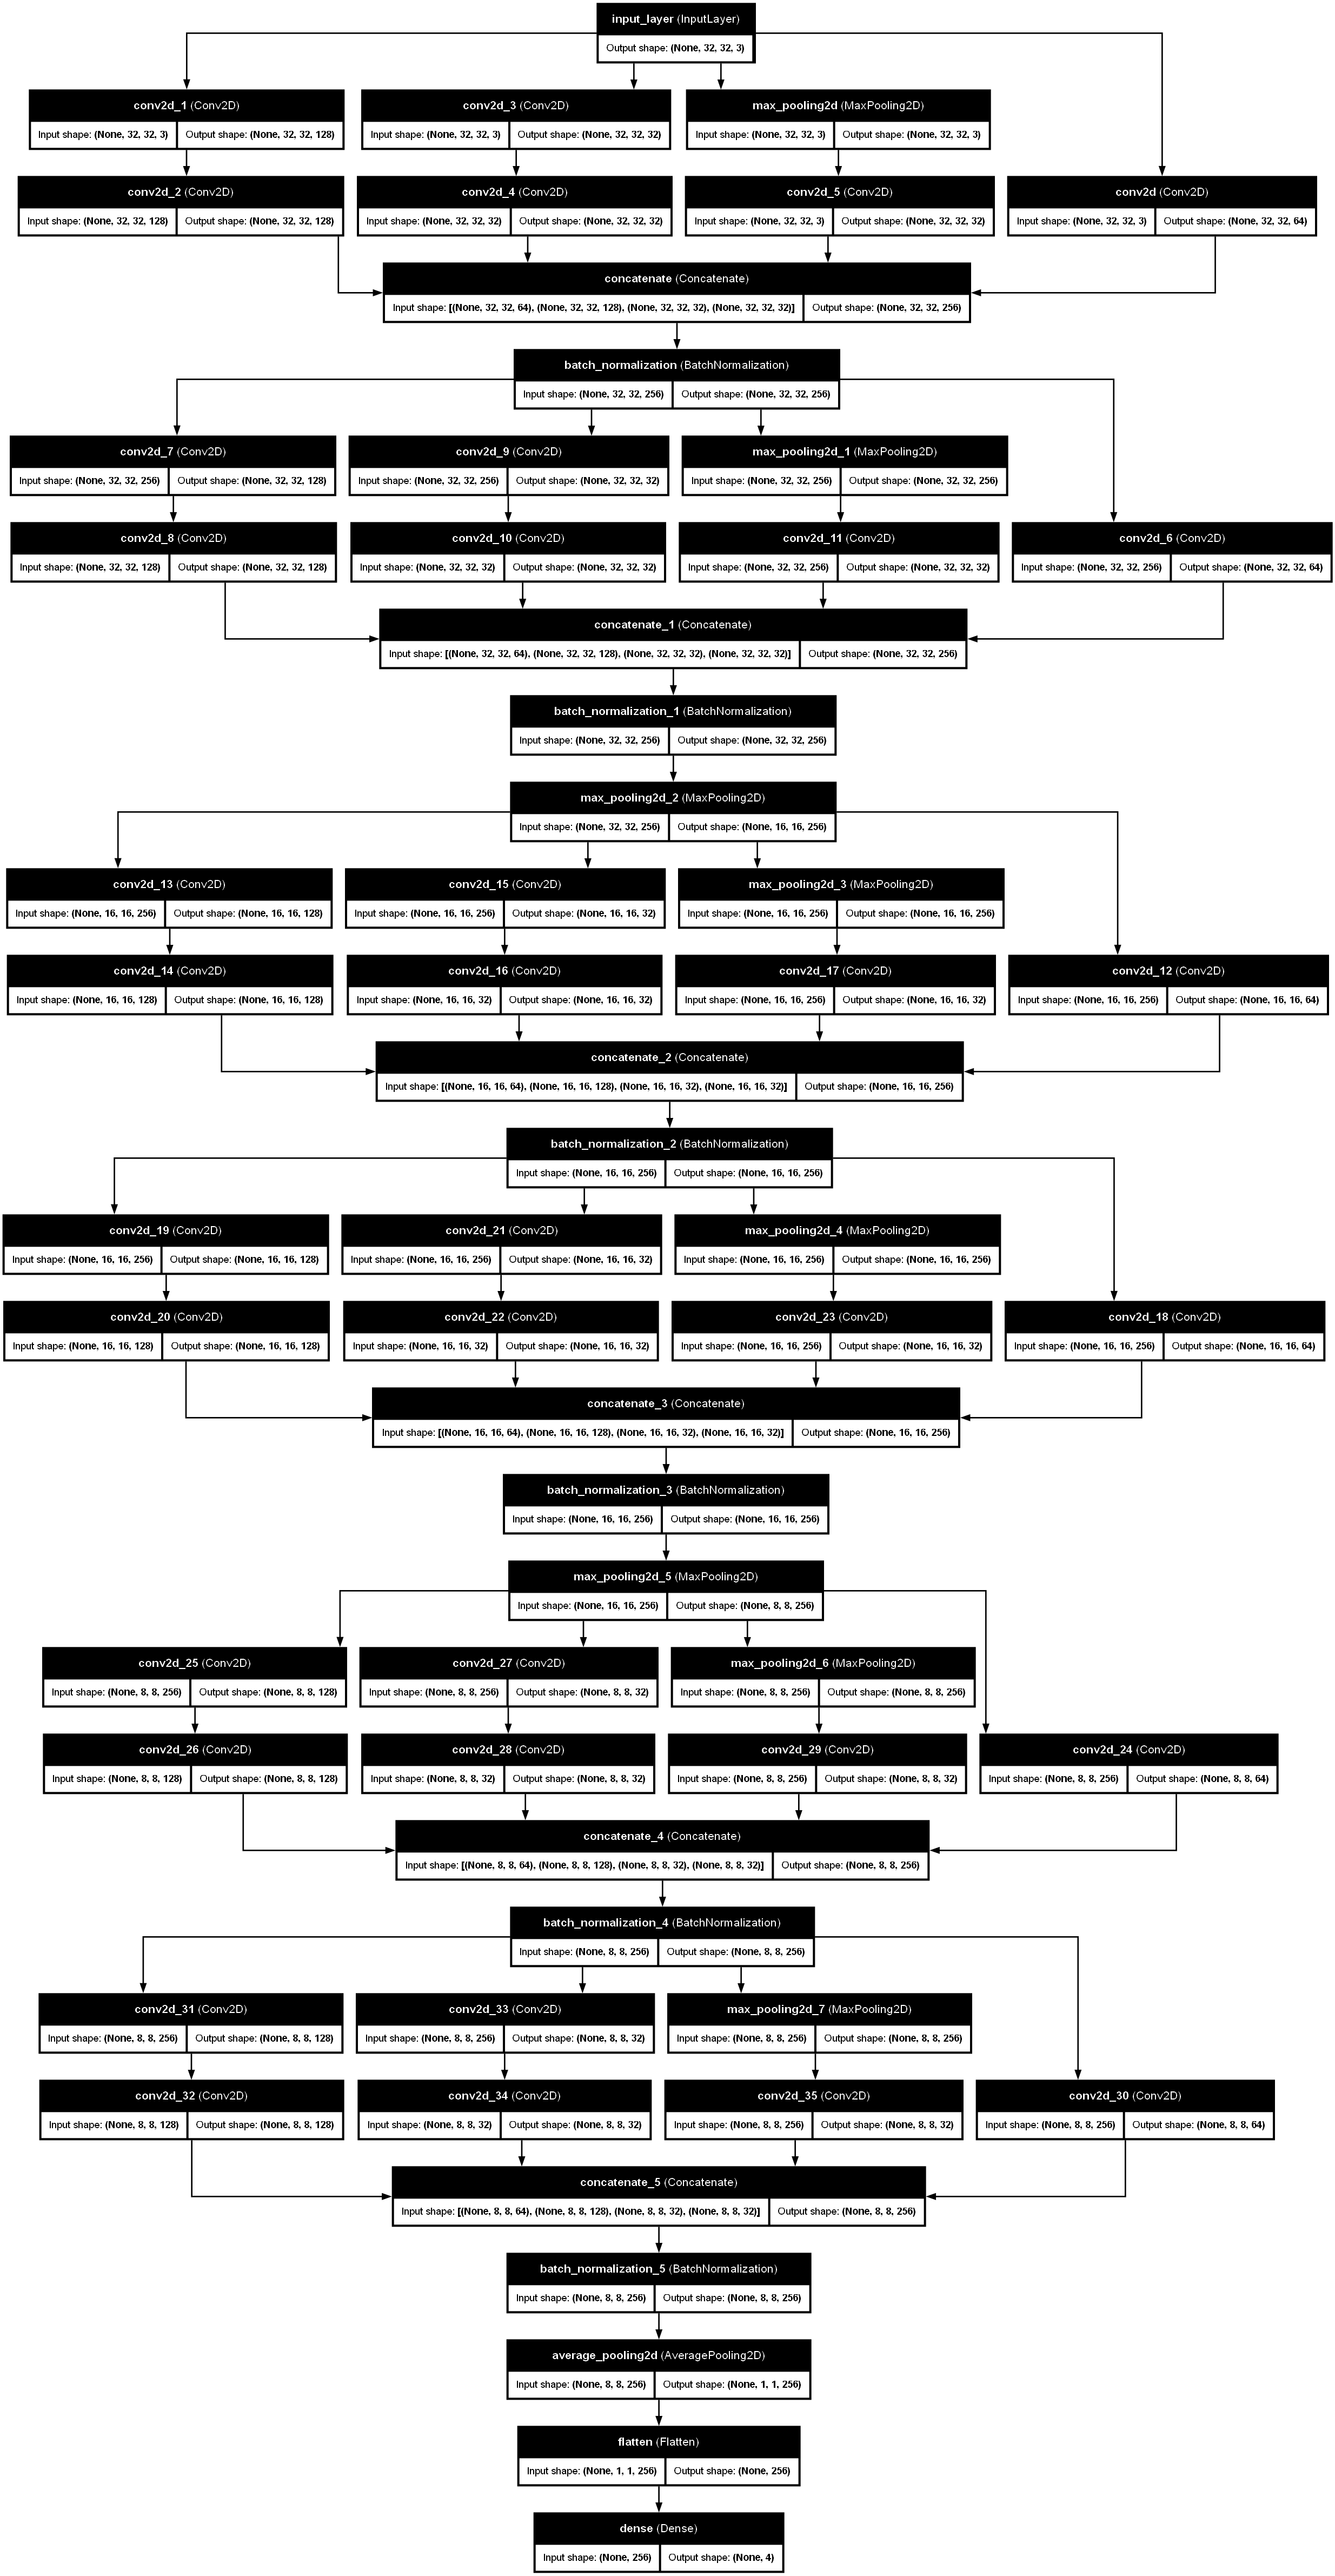 input_layer (InputLayer)
Output shape: (None, 32, 32, 3)
conv2d_1 (Conv2D)
Input shape: (None, 32, 32, 3) Output shape: (None, 32, 32, 128)
conv2d_3 (Conv2D)
Input shape: (None, 32, 32, 3) Output shape: (None, 32, 32, 32)
max_pooling2d (MaxPooling2D)
Input shape: (None, 32, 32, 3) Output shape: (None, 32, 32, 3)
conv2d_2 (Conv2D)
Input shape: (None, 32, 32, 128) Output shape: (None, 32, 32, 128)
conv2d_4 (Conv2D)
Input shape: (None, 32, 32, 32) Output shape: (None, 32, 32, 32)
conv2d_5 (Conv2D)
Input shape: (None, 32, 32, 3) Output shape: (None, 32, 32, 32)
conv2d (Conv2D)
Input shape: (None, 32, 32, 3) Output shape: (None, 32, 32, 64)
concatenate (Concatenate)
Input shape: [(None, 32, 32, 64), (None, 32, 32, 128), (None, 32, 32, 32), (None, 32, 32, 32)] Output shape: (None, 32, 32, 256)
batch_normalization (BatchNormalization)
Input shape: (None, 32, 32, 256) Output shape: (None, 32, 32, 256)
conv2d_7 (Conv2D)
Input shape: (None, 32, 32, 256) Output shape: (None, 32, 32, 128)
conv2d_9 (Conv2D)
Input shape: (None, 32, 32, 256) Output shape: (None, 32, 32, 32)
max_pooling2d_1 (MaxPooling2D)
Input shape: (None, 32, 32, 256) Output shape: (None, 32, 32, 256)
conv2d_8 (Conv2D)
Input shape: (None, 32, 32, 128) Output shape: (None, 32, 32, 128)
conv2d_10 (Conv2D)
Input shape: (None, 32, 32, 32) Output shape: (None, 32, 32, 32)
conv2d_11 (Conv2D)
Input shape: (None, 32, 32, 256) Output shape: (None, 32, 32, 32)
conv2d_6 (Conv2D)
Input shape: (None, 32, 32, 256) Output shape: (None, 32, 32, 64)
concatenate_1 (Concatenate)
Input shape: [(None, 32, 32, 64), (None, 32, 32, 128), (None, 32, 32, 32), (None, 32, 32, 32)] Output shape: (None, 32, 32, 256)
batch_normalization_1 (BatchNormalization)
Input shape: (None, 32, 32, 256) Output shape: (None, 32, 32, 256)
max_pooling2d_2 (MaxPooling2D)
Input shape: (None, 32, 32, 256) Output shape: (None, 16, 16, 256)
conv2d_13 (Conv2D)
Input shape: (None, 16, 16, 256) Output shape: (None, 16, 16, 128)
conv2d_15 (Conv2D)
Input shape: (None, 16, 16, 256) Output shape: (None, 16, 16, 32)
max_pooling2d_3 (MaxPooling2D)
Input shape: (None, 16, 16, 256) Output shape: (None, 16, 16, 256)
conv2d_14 (Conv2D)
Input shape: (None, 16, 16, 128) Output shape: (None, 16, 16, 128)
conv2d_16 (Conv2D)
Input shape: (None, 16, 16, 32) Output shape: (None, 16, 16, 32)
conv2d_17 (Conv2D)
Input shape: (None, 16, 16, 256) Output shape: (None, 16, 16, 32)
conv2d_12 (Conv2D)
Input shape: (None, 16, 16, 256) Output shape: (None, 16, 16, 64)
concatenate_2 (Concatenate)
Input shape: [(None, 16, 16, 64), (None, 16, 16, 128), (None, 16, 16, 32), (None, 16, 16, 32)] Output shape: (None, 16, 16, 256)
batch_normalization_2 (BatchNormalization)
Input shape: (None, 16, 16, 256) Output shape: (None, 16, 16, 256)
conv2d_19 (Conv2D)
Input shape: (None, 16, 16, 256) Output shape: (None, 16, 16, 128)
conv2d_21 (Conv2D)
Input shape: (None, 16, 16, 256) Output shape: (None, 16, 16, 32)
max_pooling2d_4 (MaxPooling2D)
Input shape: (None, 16, 16, 256) Output shape: (None, 16, 16, 256)
conv2d_20 (Conv2D)
Input shape: (None, 16, 16, 128) Output shape: (None, 16, 16, 128)
conv2d_22 (Conv2D)
Input shape: (None, 16, 16, 32) Output shape: (None, 16, 16, 32)
conv2d_23 (Conv2D)
Input shape: (None, 16, 16, 256) Output shape: (None, 16, 16, 32)
conv2d_18 (Conv2D)
Input shape: (None, 16, 16, 256) Output shape: (None, 16, 16, 64)
concatenate_3 (Concatenate)
Input shape: [(None, 16, 16, 64), (None, 16, 16, 128), (None, 16, 16, 32), (None, 16, 16, 32)] Output shape: (None, 16, 16, 256)
batch_normalization_3 (BatchNormalization)
Input shape: (None, 16, 16, 256) Output shape: (None, 16, 16, 256)
max_pooling2d_5 (MaxPooling2D)
Input shape: (None, 16, 16, 256) Output shape: (None, 8, 8, 256)
conv2d_25 (Conv2D)
Input shape: (None, 8, 8, 256) Output shape: (None, 8, 8, 128)
conv2d_27 (Conv2D)
Input shape: (None, 8, 8, 256) Output shape: (None, 8, 8, 32)
max_pooling2d_6 (MaxPooling2D)
Input shape: (None, 8, 8, 256) Output shape: (None, 8, 8, 256)
conv2d_26 (Conv2D)
Input shape: (None, 8, 8, 128) Output shape: (None, 8, 8, 128)
conv2d_28 (Conv2D)
Input shape: (None, 8, 8, 32) Output shape: (None, 8, 8, 32)
conv2d_29 (Conv2D)
Input shape: (None, 8, 8, 256) Output shape: (None, 8, 8, 32)
conv2d_24 (Conv2D)
Input shape: (None, 8, 8, 256) Output shape: (None, 8, 8, 64)
concatenate_4 (Concatenate)
Input shape: [(None, 8, 8, 64), (None, 8, 8, 128), (None, 8, 8, 32), (None, 8, 8, 32)] Output shape: (None, 8, 8, 256)
batch_normalization_4 (BatchNormalization)
Input shape: (None, 8, 8, 256) Output shape: (None, 8, 8, 256)
conv2d_31 (Conv2D)
Input shape: (None, 8, 8, 256) Output shape: (None, 8, 8, 128)
conv2d_33 (Conv2D)
Input shape: (None, 8, 8, 256) Output shape: (None, 8, 8, 32)
max_pooling2d_7 (MaxPooling2D)
Input shape: (None, 8, 8, 256) Output shape: (None, 8, 8, 256)
conv2d_32 (Conv2D)
Input shape: (None, 8, 8, 128) Output shape: (None, 8, 8, 128)
conv2d_34 (Conv2D)
Input shape: (None, 8, 8, 32) Output shape: (None, 8, 8, 32)
conv2d_35 (Conv2D)
Input shape: (None, 8, 8, 256) Output shape: (None, 8, 8, 32)
conv2d_30 (Conv2D)
Input shape: (None, 8, 8, 256) Output shape: (None, 8, 8, 64)
concatenate_5 (Concatenate)
Input shape: [(None, 8, 8, 64), (None, 8, 8, 128), (None, 8, 8, 32), (None, 8, 8, 32)] Output shape: (None, 8, 8, 256)
batch_normalization_5 (BatchNormalization)
Input shape: (None, 8, 8, 256) Output shape: (None, 8, 8, 256)
average_pooling2d (AveragePooling2D)
Input shape: (None, 8, 8, 256) Output shape: (None, 1, 1, 256)
flatten (Flatten)
Input shape: (None, 1, 1, 256) Output shape: (None, 256)
dense (Dense)
Input shape: (None, 256) Output shape: (None, 4)